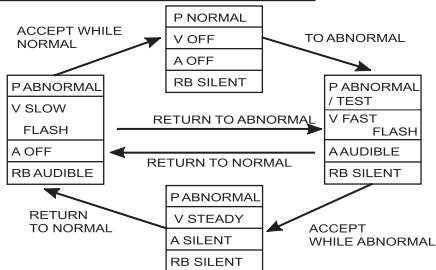 P NORMAL
V OFF
A OFF
RB SILENT
ACCEPT WHILE
NORMAL
TO ABNORMAL
P ABNORMAL
V SLOW
FLASH
A OFF
RB AUDIBLE
RETURN TO ABNORMAL
RETURN TO NORMAL
P ABNORMAL
/ TEST
V FAST
FLASH
A AUDIBLE
RB SILENT
P ABNORMAL
V STEADY
A SILENT
RB SILENT
RETURN
TO NORMAL
ACCEPT
WHILE ABNORMAL